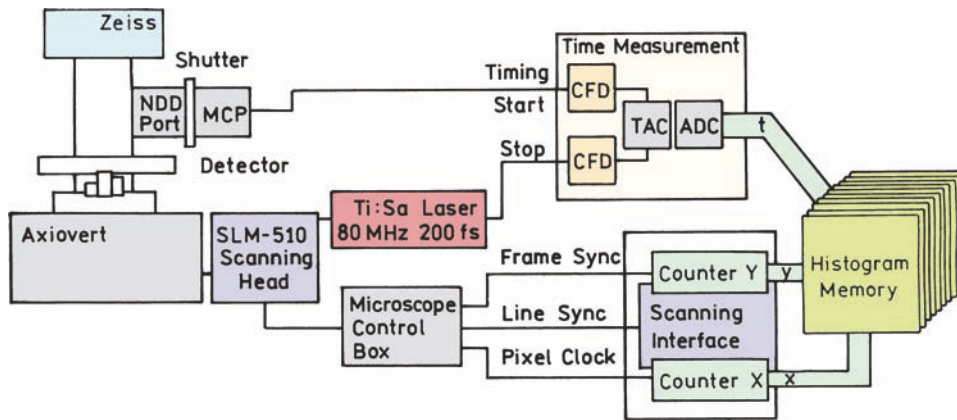 Zeiss
Shutter
NDD
Port
MCP
Detector
Axiovert
SLM-510
Scanning
Head
Ti:Sa Laser
80 MHz 200 fs
Timing
Start
Stop
Time Measurement
CFD
CFD
TAC
ADC
t
Microscope
Control
Box
Frame Sync
Line Sync
Pixel Clock
Counter Y
Scanning
Interface
Counter X
y
x
Histogram
Memory